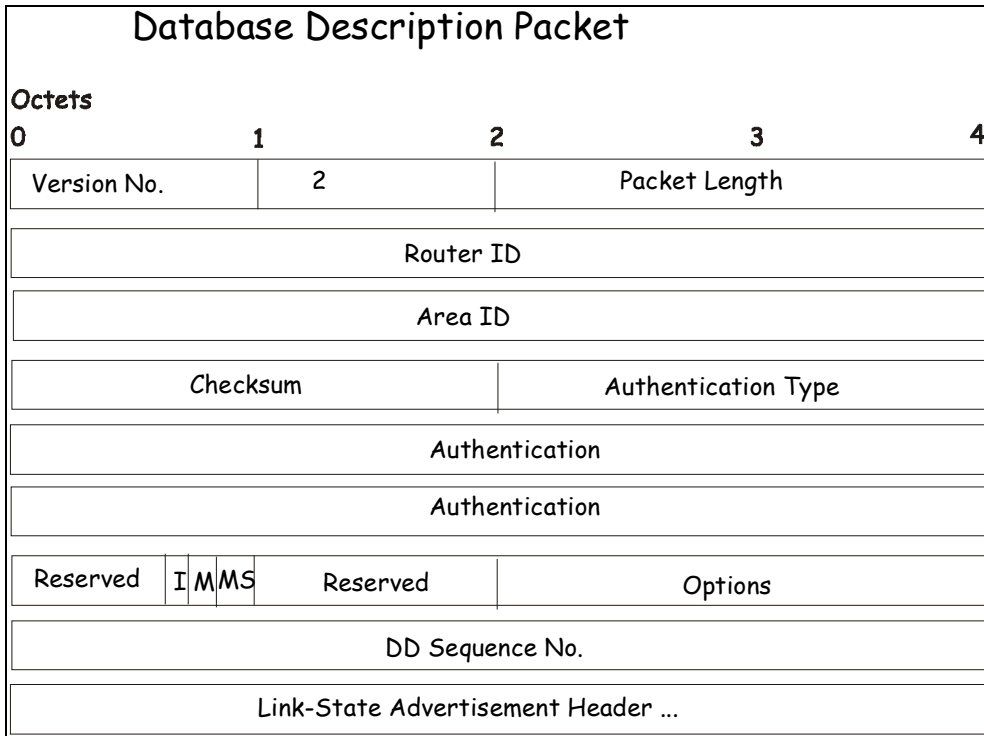 Database Description Packet
Octets
0 1 2 3 4
Version No. 2 Packet Length
Router ID
Area ID
Checksum Authentication Type
Authentication
Authentication
Reserved I M MS Reserved Options
DD Sequence No.
Link-State Advertisement Header ...